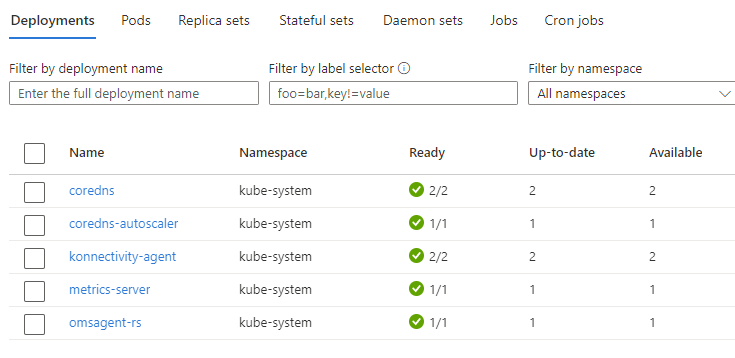 Deployments Pods Replica sets Stateful sets Daemon sets Jobs Cron jobs
Filter by deployment name Filter by label selector Filter by namespace
Enter the full deployment name foo=bar,key!=value All namespaces
Name Namespace Ready Up-to-date Available
coredns kube-system 2/2 2 2
coredns-autoscaler kube-system 1/1 1 1
konnectivity-agent kube-system 2/2 2 2
metrics-server kube-system 1/1 1 1
omsagent-rs kube-system 1/1 1 1